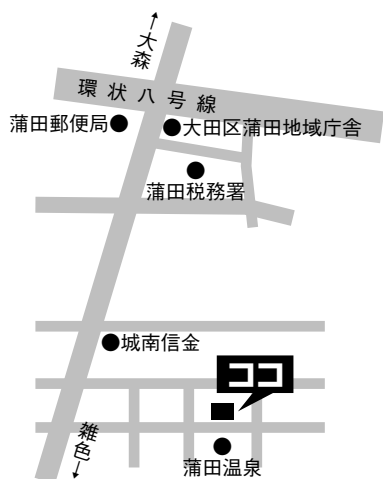 ←大森
環状八号線
蒲田郵便局●
●大田区蒲田地域庁舎
●
蒲田税務署
●城南信金
ココ
雑色→
●
蒲田温泉